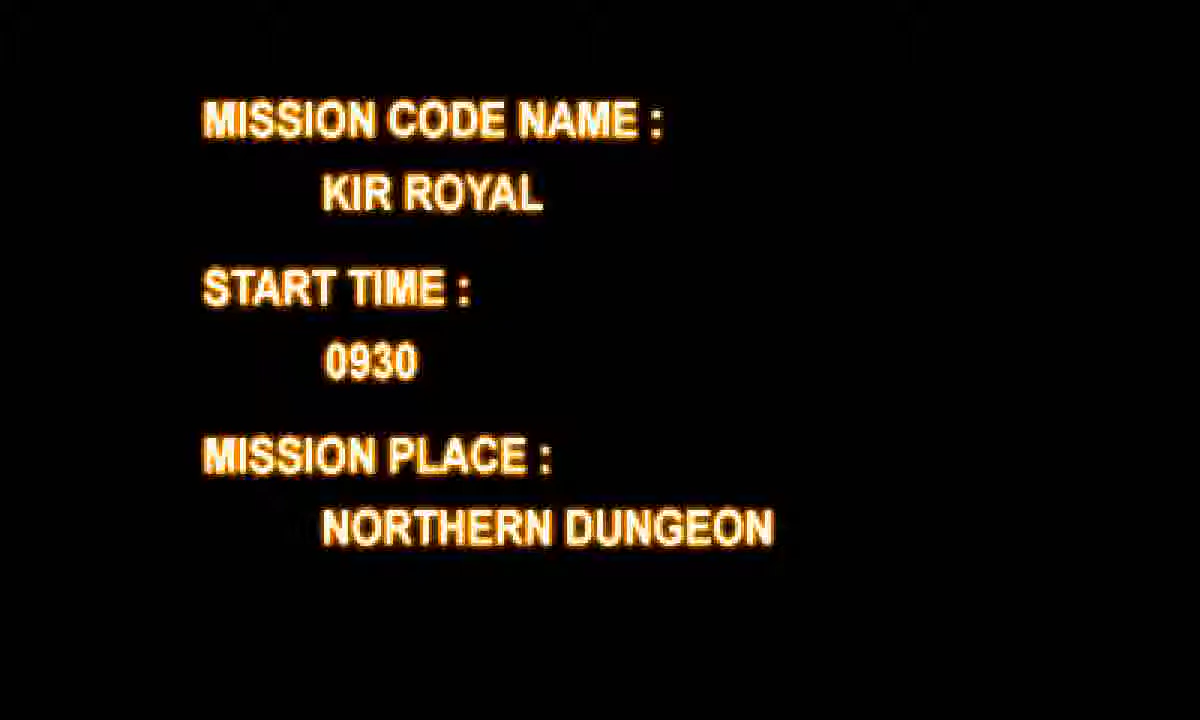 MISSION CODE NAME :
KIR ROYAL
START TIME :
0930
MISSION PLACE :
NORTHERN DUNGEON